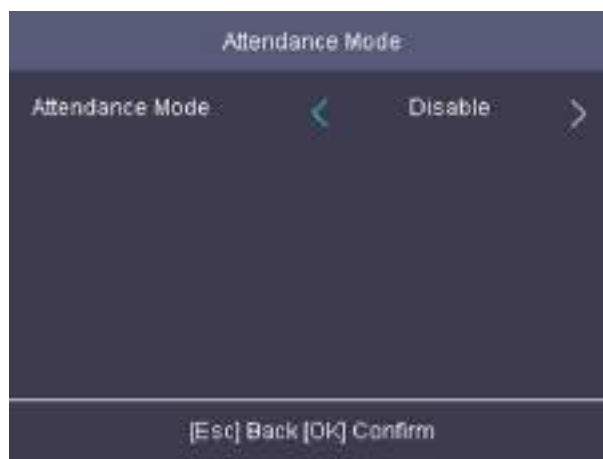 Attendance Mode
Attendance Mode < Disable >
[Esc] Back [OK] Confirm